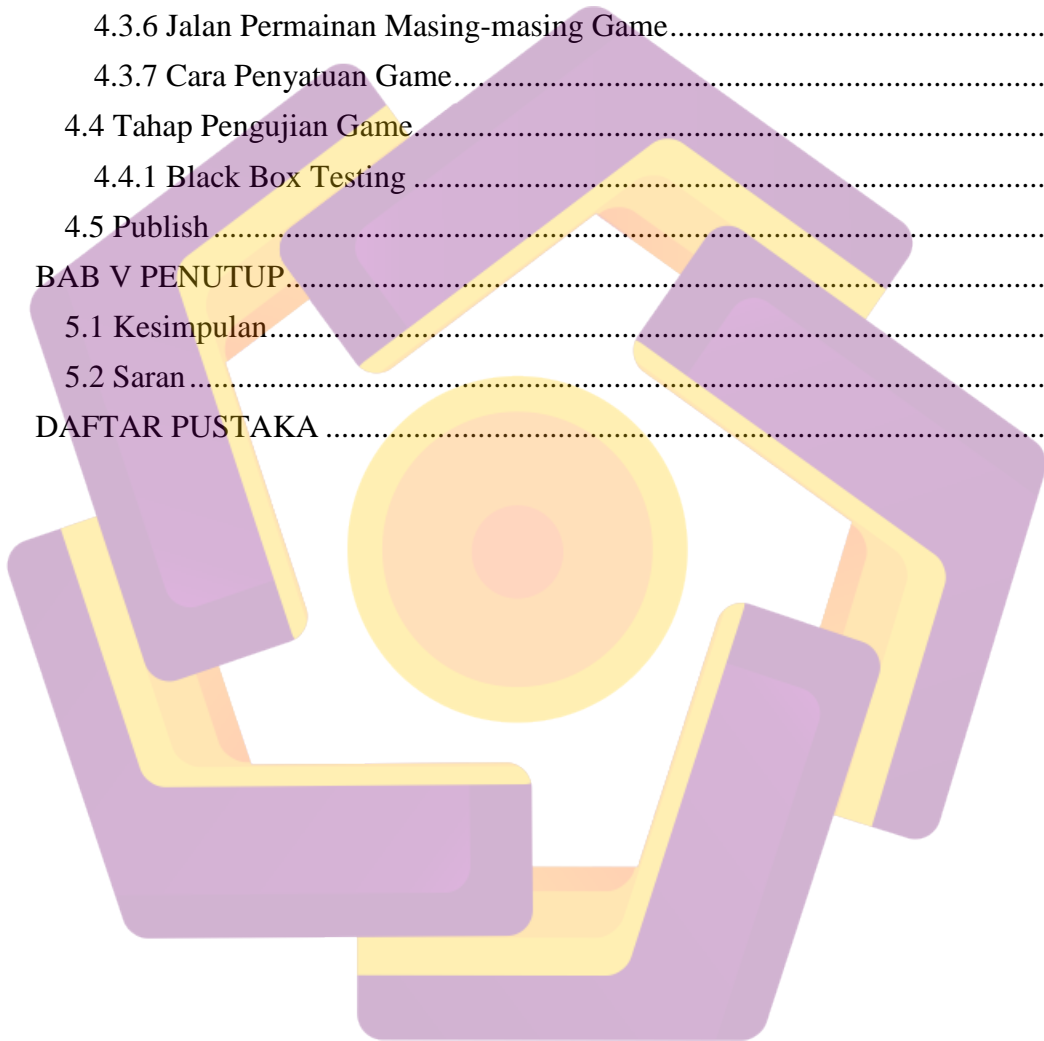 4.3.6 Jalan Permainan Masing-masing Game..............................................
4.3.7 Cara Penyatuan Game........................................................................
4.4 Tahap Pengujian Game..............................................................................
4.4.1 Black Box Testing ..............................................................................
4.5 Publish .......................................................................................................
BAB V PENUTUP..............................................................................................
5.1 Kesimpulan................................................................................................
5.2 Saran ..........................................................................................................
DAFTAR PUSTAKA .........................................................................................